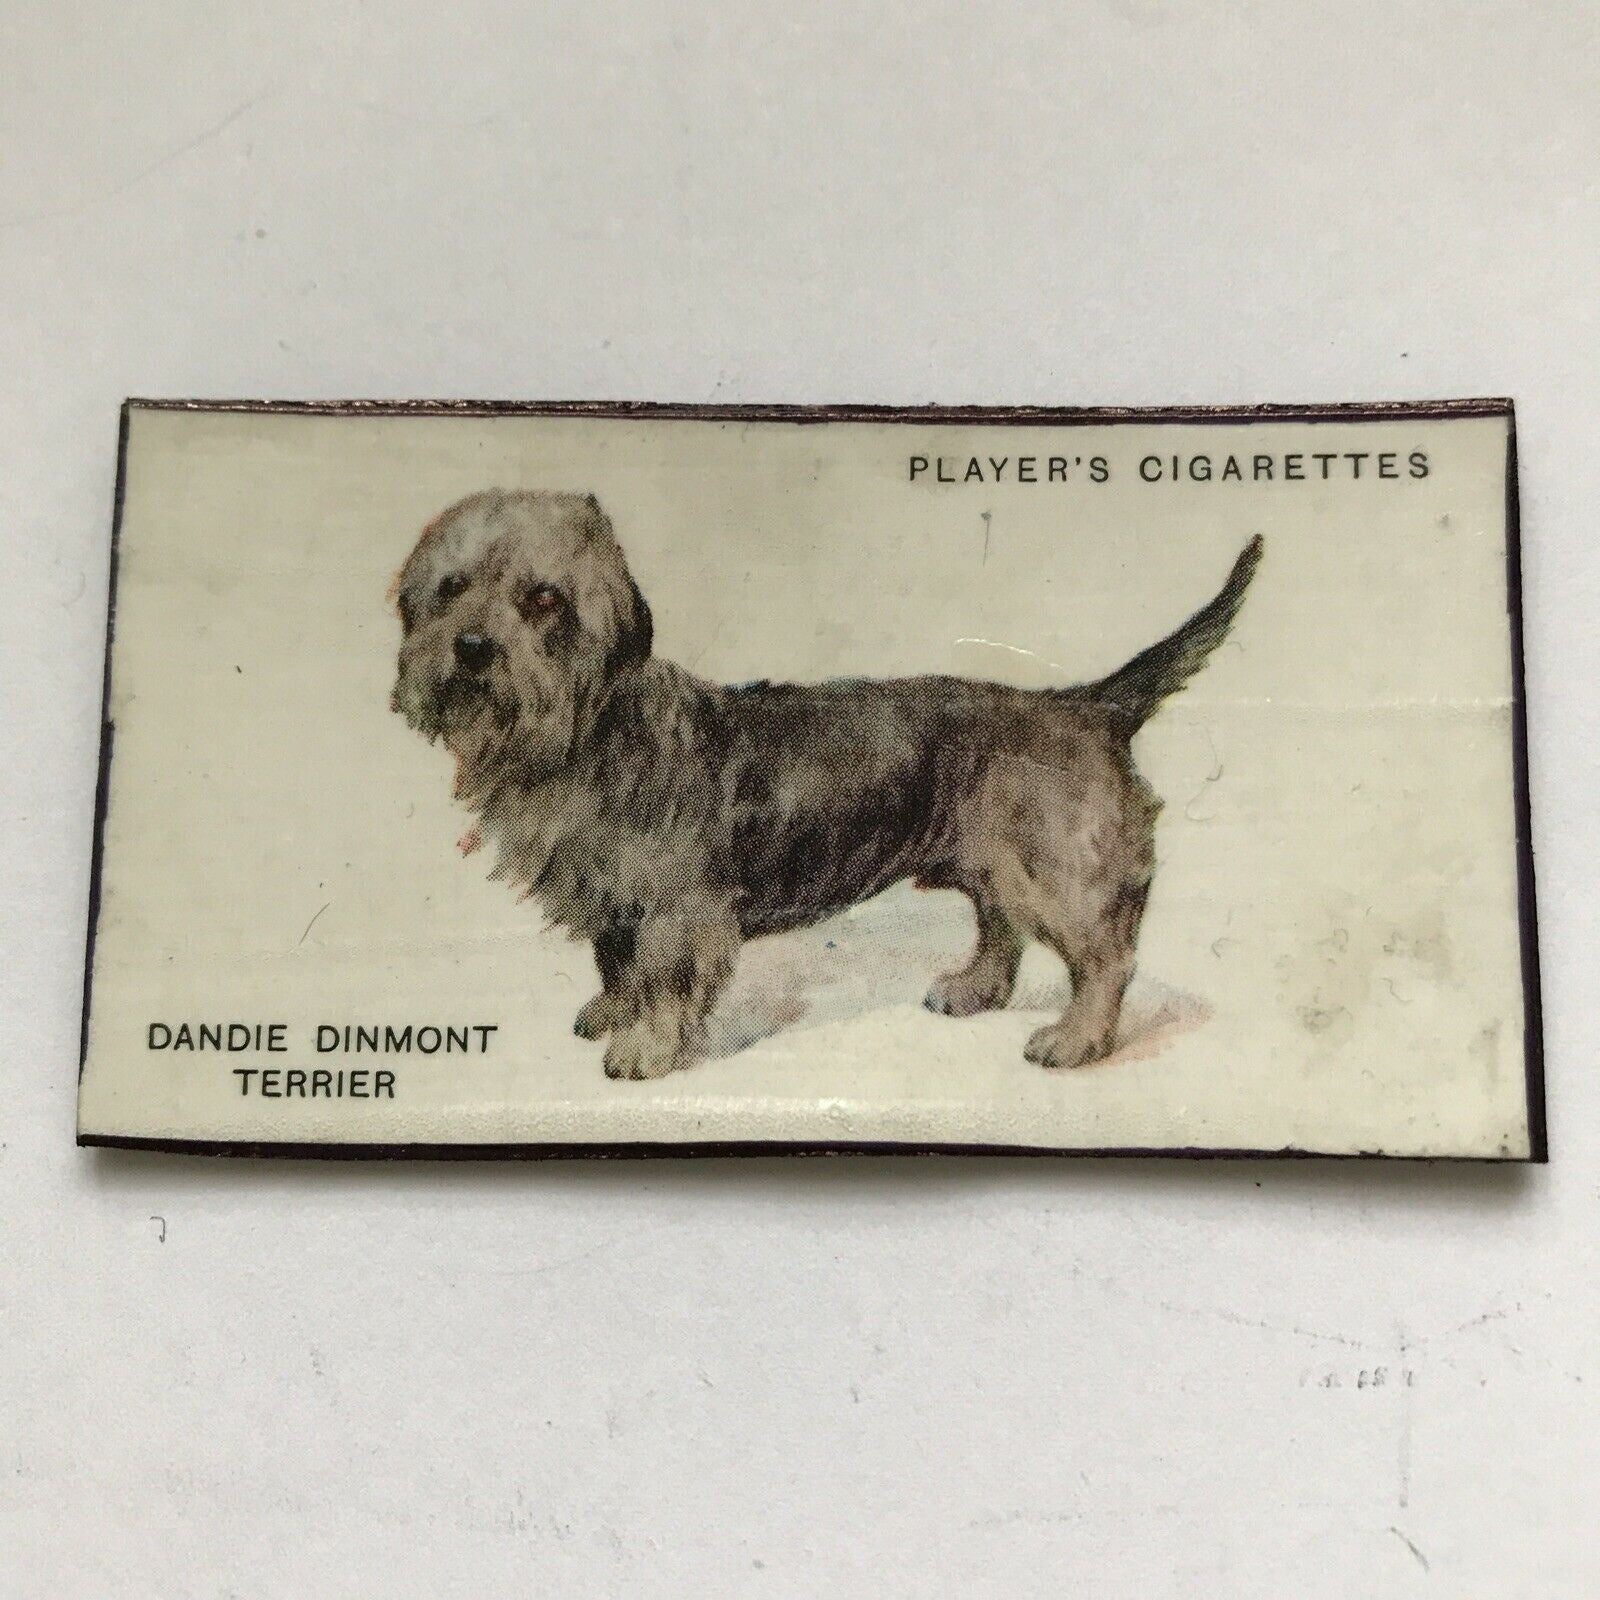 PLAYER'S CIGARETTES
DANDIE DINMONT
TERRIER